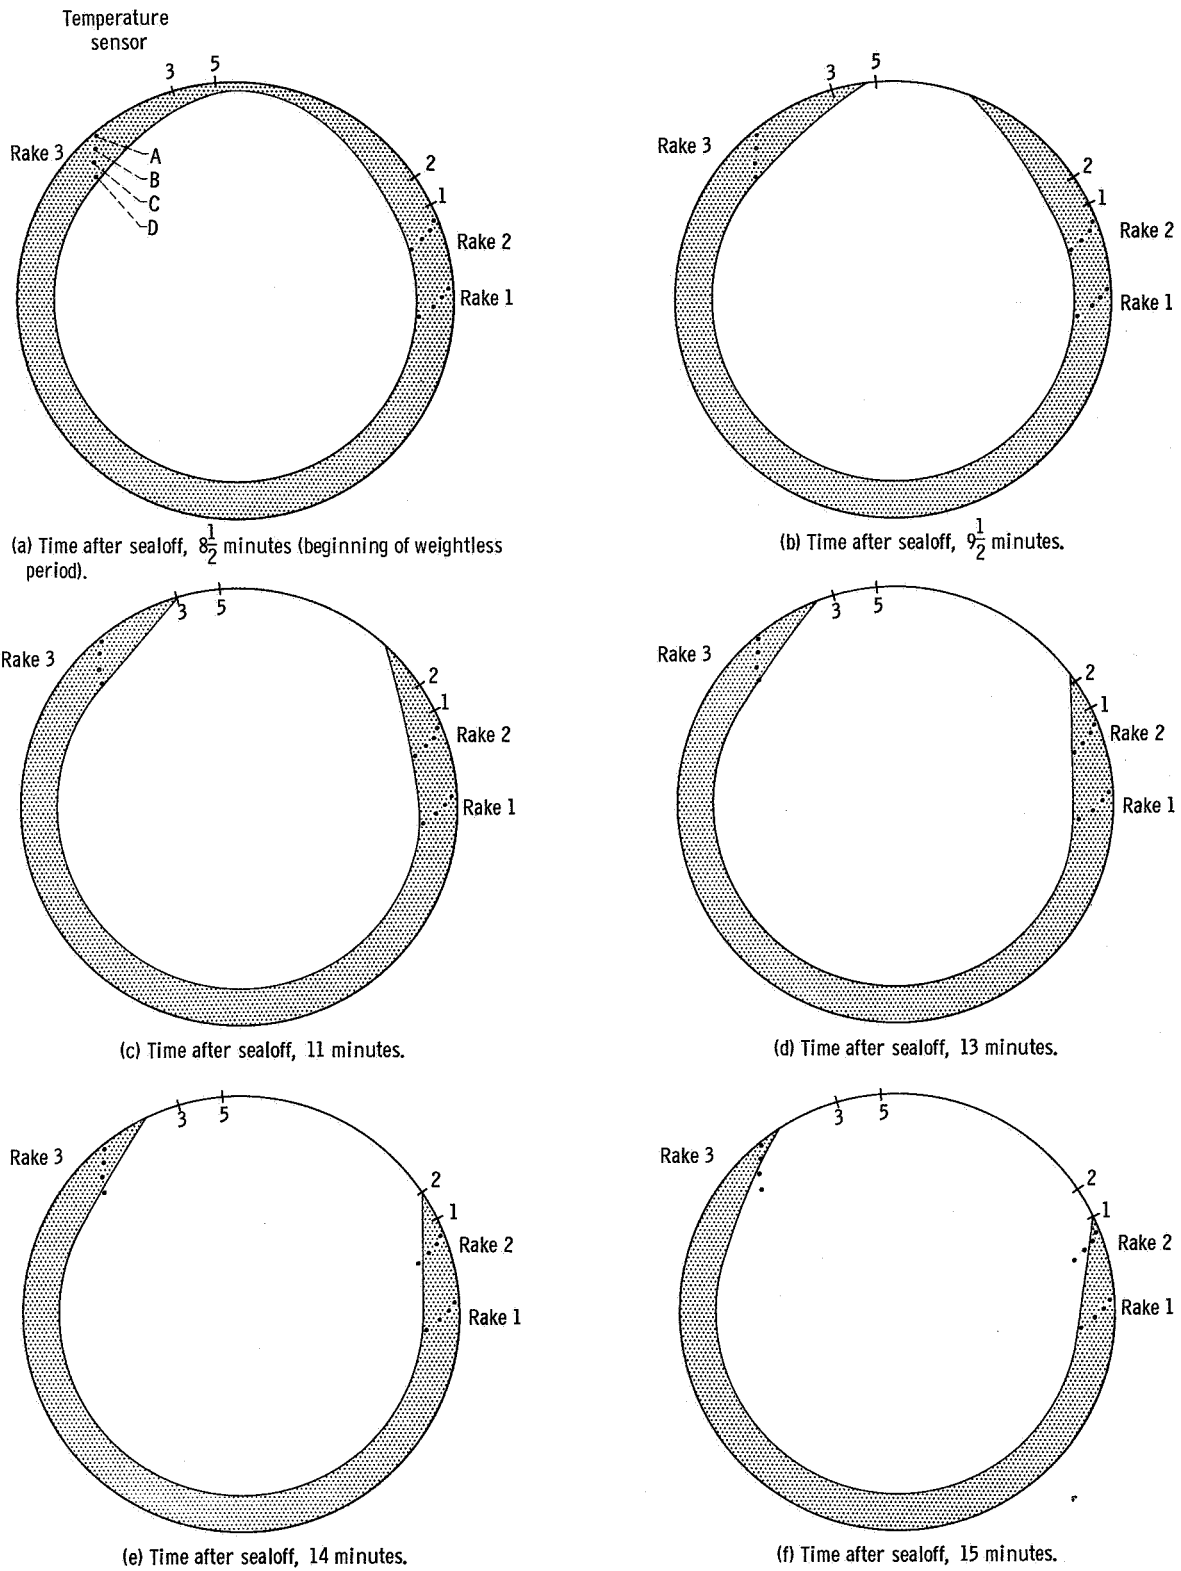 Temperature
sensor
3
5
Rake 3
A
B
C
D
2
1
Rake 2
Rake 1
(a) Time after sealoff, 8 1/2 minutes (beginning of weightless
period).
3
5
Rake 3
2
1
Rake 2
Rake 1
(b) Time after sealoff, 9 1/2 minutes.
3
5
Rake 3
2
1
Rake 2
Rake 1
(c) Time after sealoff, 11 minutes.
3
5
Rake 3
2
1
Rake 2
Rake 1
(d) Time after sealoff, 13 minutes.
3
5
Rake 3
2
1
Rake 2
Rake 1
(e) Time after sealoff, 14 minutes.
3
5
Rake 3
2
1
Rake 2
Rake 1
(f) Time after sealoff, 15 minutes.